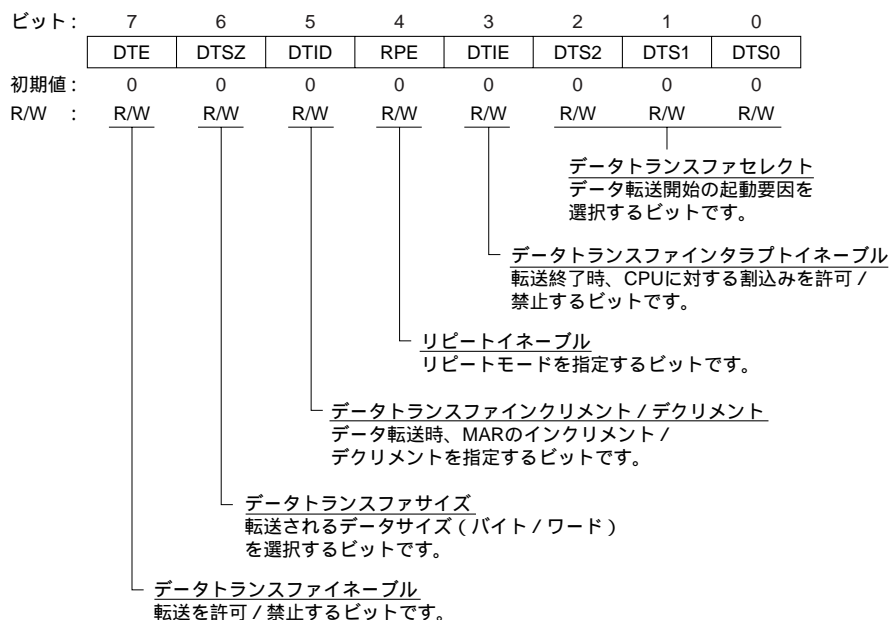 ビット : 7 6 5 4 3 2 1 0
DTE DTSZ DTID RPE DTIE DTS2 DTS1 DTS0
初期値 : 0 0 0 0 0 0 0 0
R/W : R/W R/W R/W R/W R/W R/W R/W R/W
データトランスファセレクト
データ転送開始の起動要因を
選択するビットです。
データトランスファインタラプトイネーブル
転送終了時、CPUに対する割込みを許可 /
禁止するビットです。
リピートイネーブル
リピートモードを指定するビットです。
データトランスファインクリメント / デクリメント
データ転送時、MARのインクリメント /
デクリメントを指定するビットです。
データトランスファサイズ
転送されるデータサイズ ( バイト / ワード )
を選択するビットです。
データトランスファイネーブル
転送を許可 / 禁止するビットです。